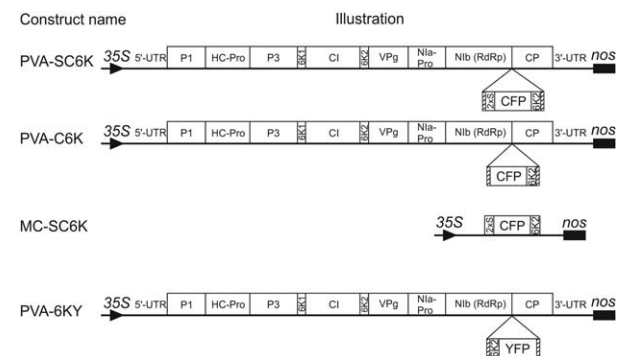 Construct name Illustration
PVA-SC6K 35S 5'-UTR P1 HC-Pro P3 6K1 CI 6K2 VPg NIa-Pro NIb (RdRp) CP 3'-UTR nos
2xS CFP 6K2
PVA-C6K 35S 5'-UTR P1 HC-Pro P3 6K1 CI 6K2 VPg NIa-Pro NIb (RdRp) CP 3'-UTR nos
CFP 6K2
MC-SC6K 35S 2xS CFP 6K2 nos
PVA-6KY 35S 5'-UTR P1 HC-Pro P3 6K1 CI 6K2 VPg NIa-Pro NIb (RdRp) CP 3'-UTR nos
6K2 YFP